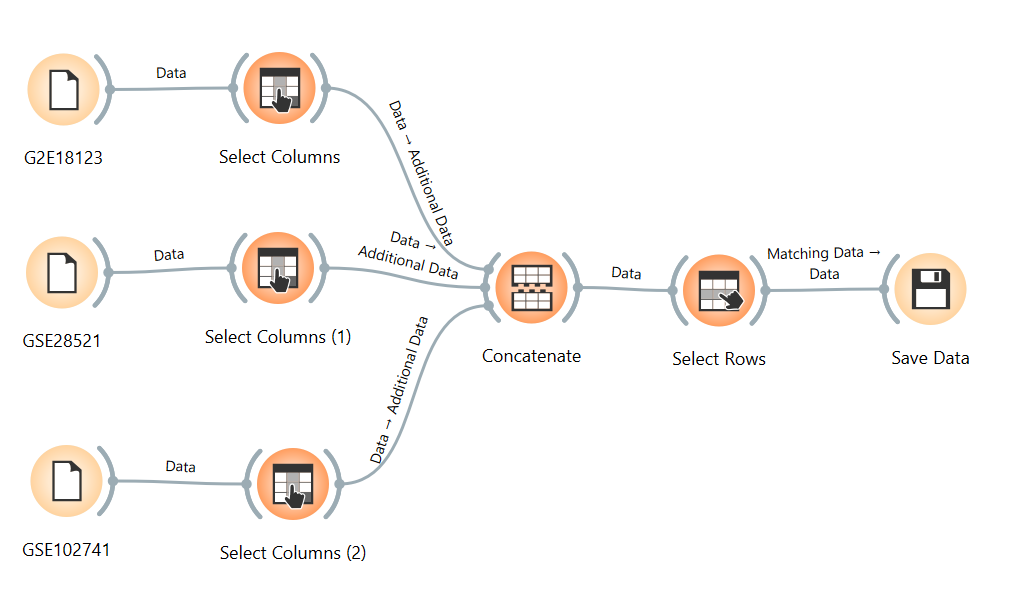 Data
G2E18123
Select Columns
Data → Additional Data
Data
GSE28521
Select Columns (1)
Data →
Additional Data
Concatenate
Data
Select Rows
Matching Data →
Data
Save Data
Data → Additional Data
Data
GSE102741
Select Columns (2)